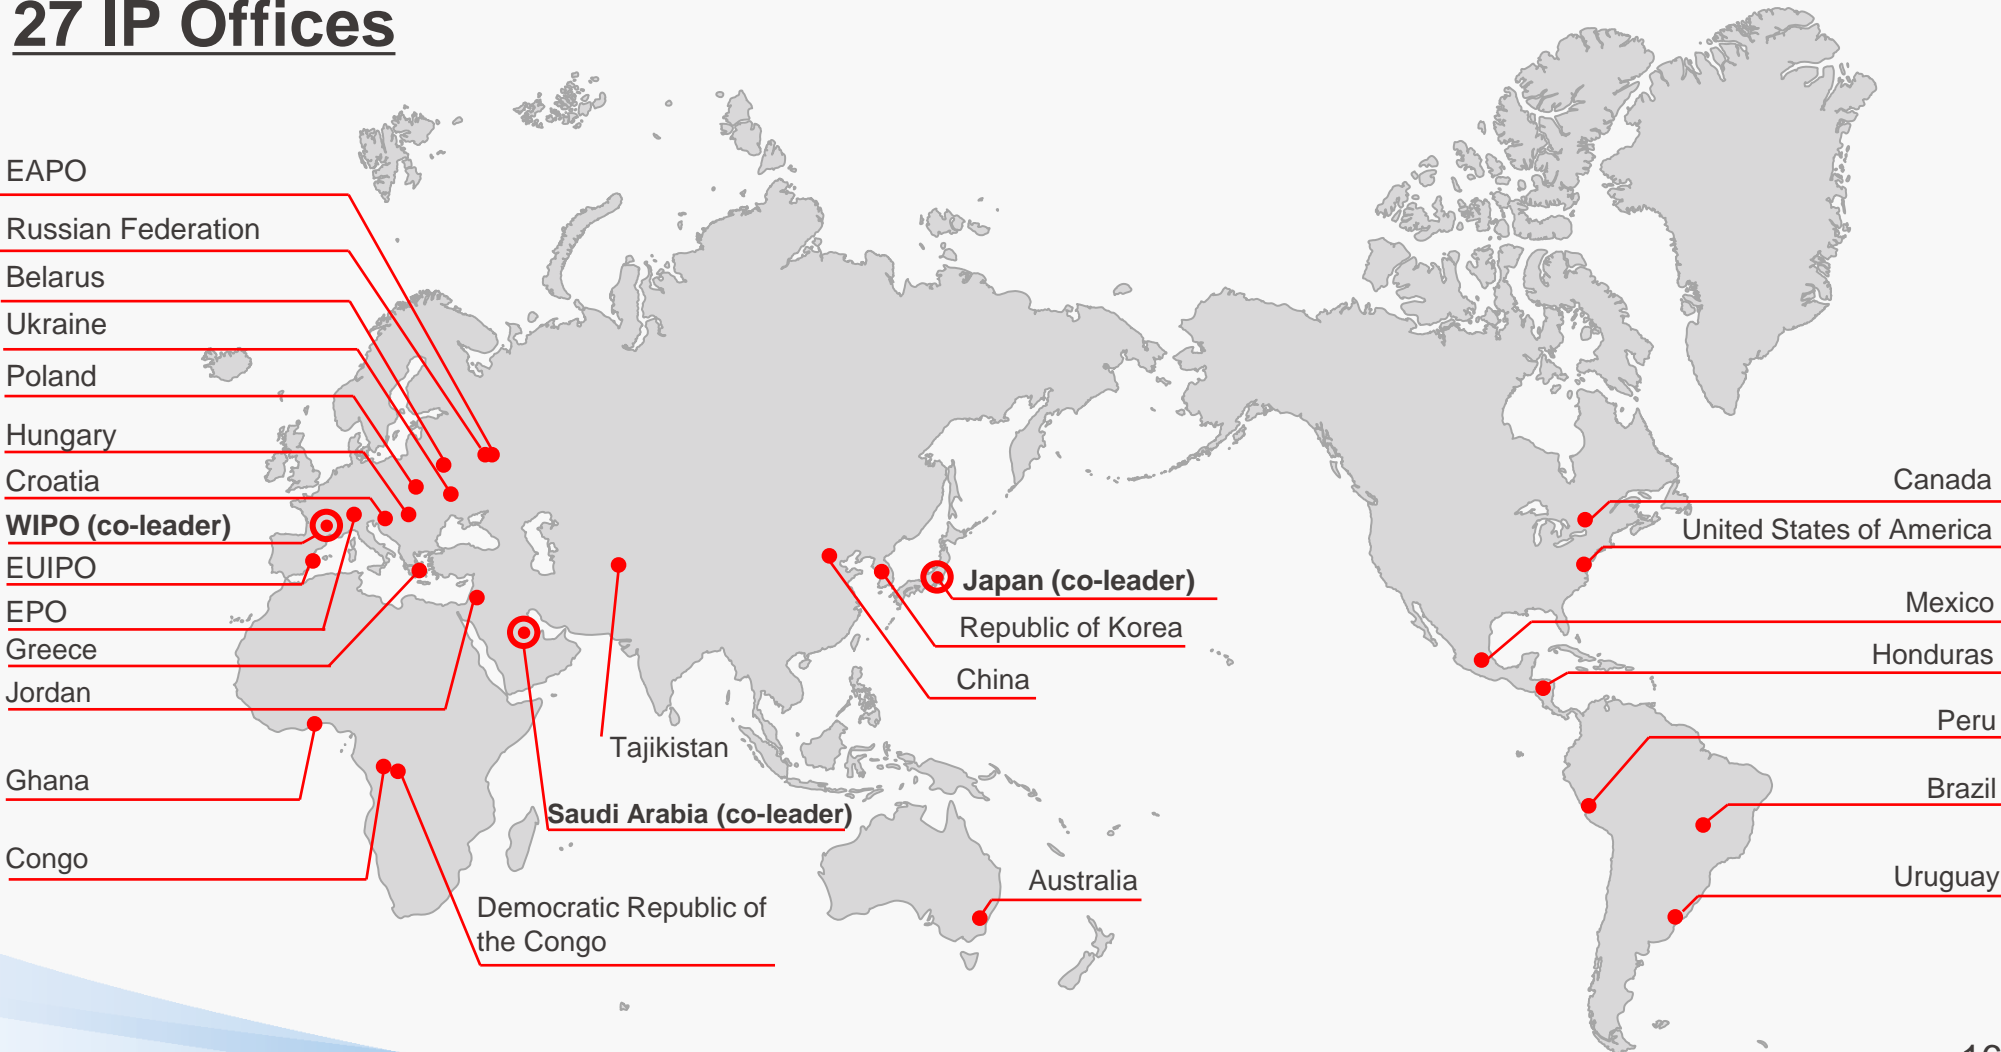 27 IP Offices
EAPO
Russian Federation
Belarus
Ukraine
Poland
Hungary
Croatia
WIPO (co-leader)
EUIPO
EPO
Greece
Jordan
Ghana
Congo
Democratic Republic of
the Congo
Tajikistan
Saudi Arabia (co-leader)
Japan (co-leader)
Republic of Korea
China
Australia
Canada
United States of America
Mexico
Honduras
Peru
Brazil
Uruguay